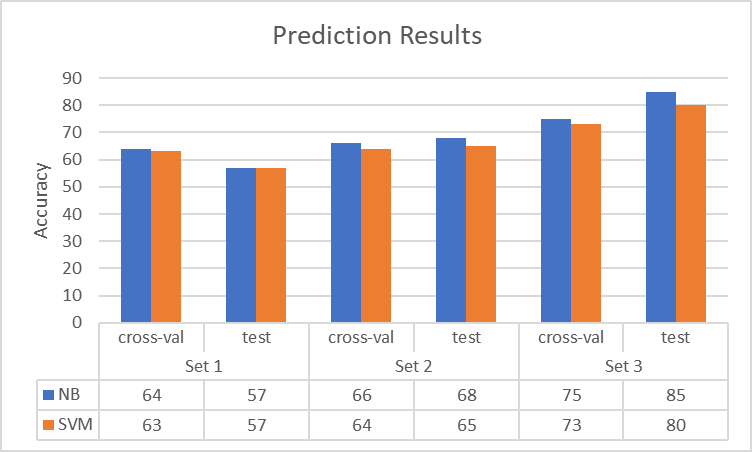 Prediction Results
Accuracy
90
80
70
60
50
40
30
20
10
0
cross-val test cross-val test cross-val test
Set 1 Set 2 Set 3
NB 64 57 66 68 75 85
SVM 63 57 64 65 73 80